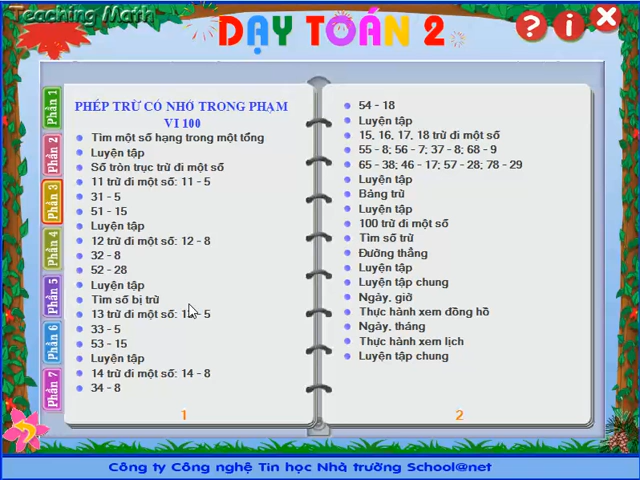 Teaching Math
DẠY TOÁN 2
? i X
Phần 1
Phần 2
Phần 3
Phần 4
Phần 5
Phần 6
Phần 7
PHÉP TRỪ CÓ NHỚ TRONG PHẠM
VI 100
Tìm một số hạng trong một tổng
Luyện tập
Số tròn trục trừ đi một số
11 trừ đi một số: 11 - 5
31 - 5
51 - 15
Luyện tập
12 trừ đi một số: 12 - 8
32 - 8
52 - 28
Luyện tập
Tìm số bị trừ
13 trừ đi một số: 1 - 5
33 - 5
53 - 15
Luyện tập
14 trừ đi một số: 14 - 8
34 - 8
1
54 - 18
Luyện tập
15, 16, 17, 18 trừ đi một số
55 - 8; 56 - 7; 37 - 8; 68 - 9
65 - 38; 46 - 17; 57 - 28; 78 - 29
Luyện tập
Bảng trừ
Luyện tập
100 trừ đi một số
Tìm số trừ
Đường thẳng
Luyện tập
Luyện tập chung
Ngày, giờ
Thực hành xem đồng hồ
Ngày, tháng
Thực hành xem lịch
Luyện tập chung
2
Công ty Công nghệ Tin học Nhà trường School@net